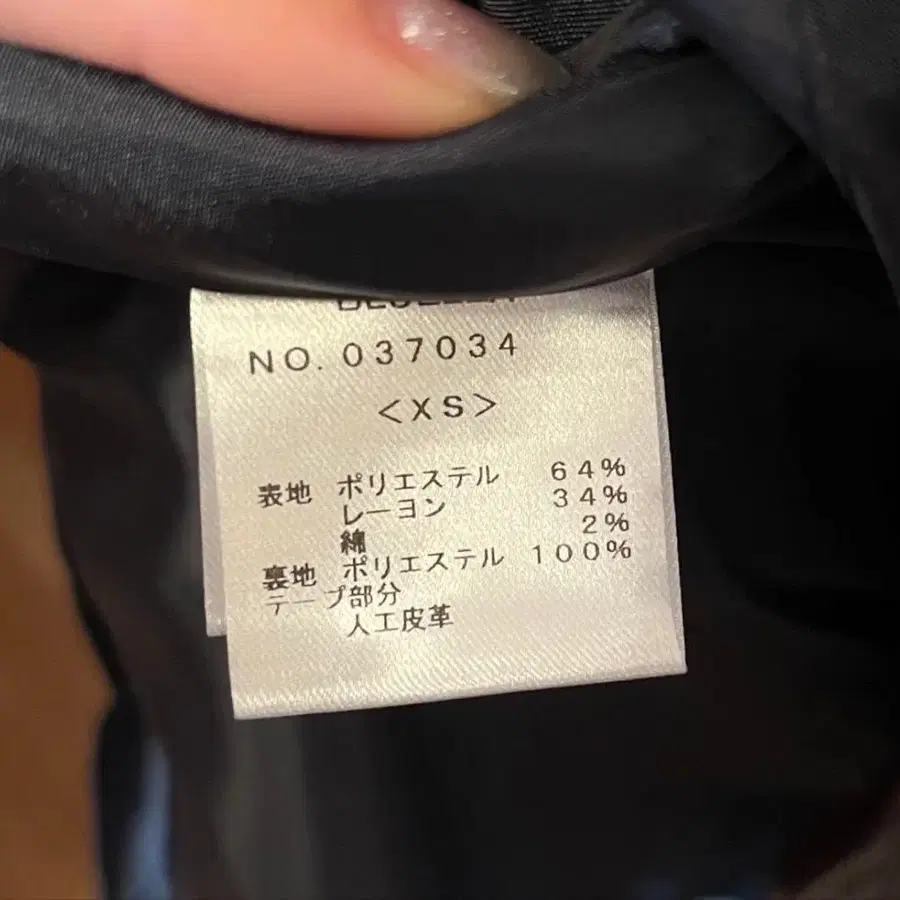 NO. 037034
<XS>
表地 ポリエステル 64%
レーヨン 34%
綿 2%
裏地 ポリエステル 100%
テープ部分
人工皮革